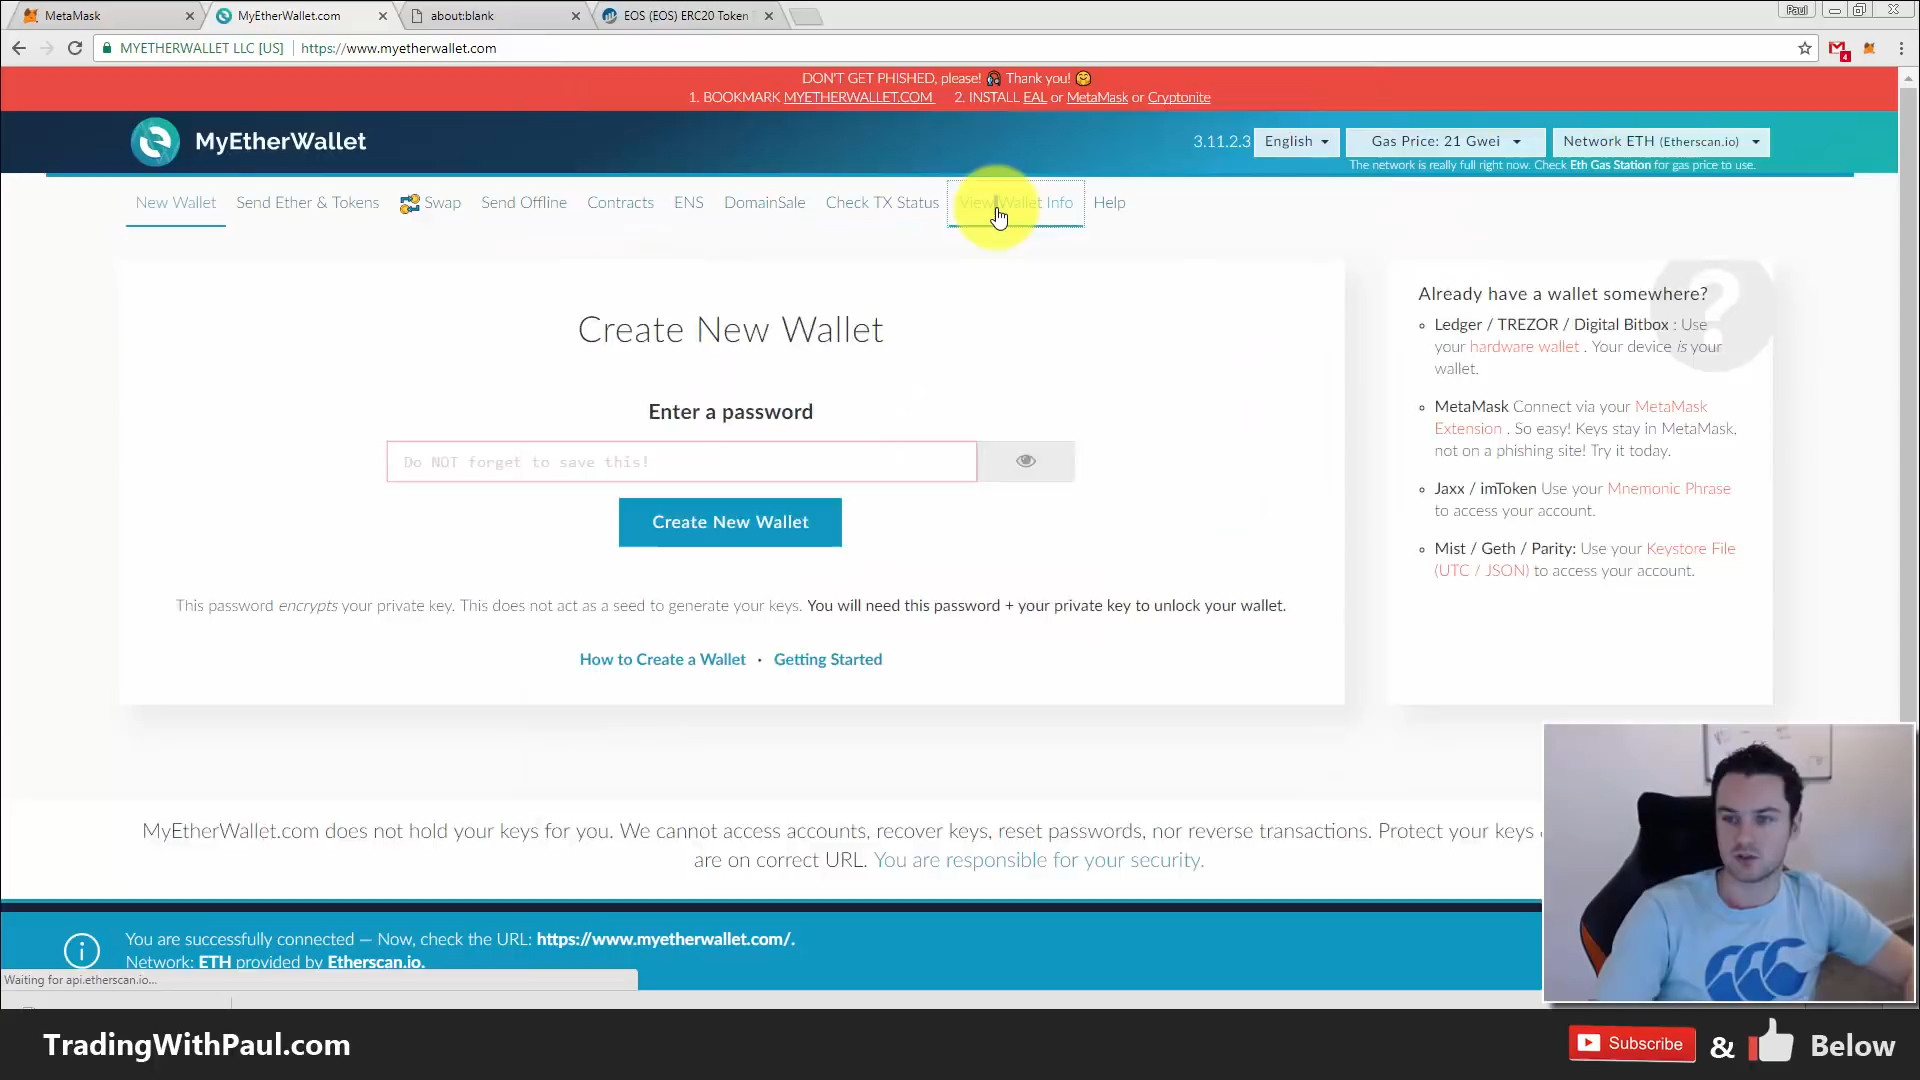 MetaMask
MyEtherWallet.com
about:blank
EOS (EOS) ERC20 Token
Paul
MYETHERWALLET LLC [US]
https://www.myetherwallet.com
4
DON'T GET PHISHED, please! Thank you!
1. BOOKMARK MYETHERWALLET.COM 2. INSTALL EAL or MetaMask or Cryptonite
MyEtherWallet
3.11.2.3
English
Gas Price: 21 Gwei
Network ETH (Etherscan.io)
The network is really full right now. Check Eth Gas Station for gas price to use.
New Wallet
Send Ether & Tokens
Swap
Send Offline
Contracts
ENS
DomainSale
Check TX Status
View Wallet Info
Help
Create New Wallet
Enter a password
Do NOT forget to save this!
Create New Wallet
This password encrypts your private key. This does not act as a seed to generate your keys. You will need this password + your private key to unlock your wallet.
How to Create a Wallet · Getting Started
Already have a wallet somewhere?
Ledger / TREZOR / Digital Bitbox : Use
your hardware wallet . Your device is your
wallet.
MetaMask Connect via your MetaMask
Extension . So easy! Keys stay in MetaMask,
not on a phishing site! Try it today.
Jaxx / imToken Use your Mnemonic Phrase
to access your account.
Mist / Geth / Parity: Use your Keystore File
(UTC / JSON) to access your account.
MyEtherWallet.com does not hold your keys for you. We cannot access accounts, recover keys, reset passwords, nor reverse transactions. Protect your keys
are on correct URL. You are responsible for your security.
You are successfully connected — Now, check the URL: https://www.myetherwallet.com/.
Network: ETH provided by Etherscan.io.
Waiting for api.etherscan.io...
TradingWithPaul.com
Subscribe
& Below